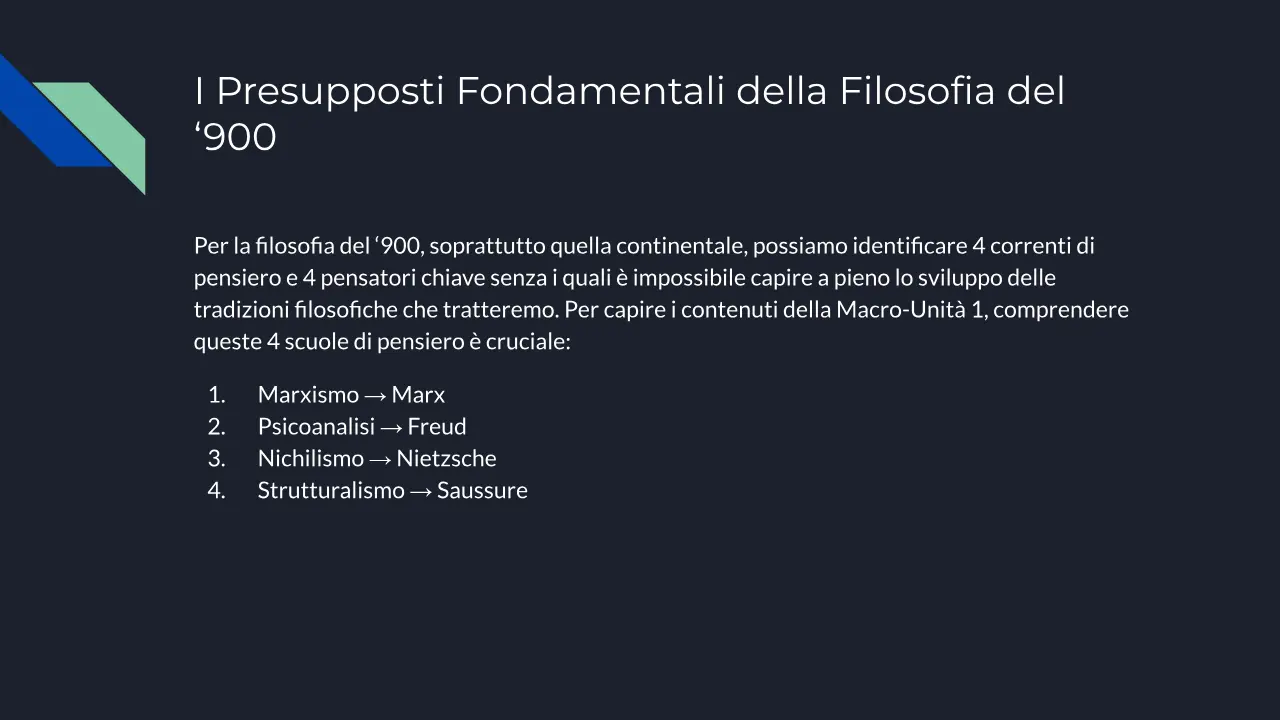 I Presupposti Fondamentali della Filosofia del
‘900
Per la filosofia del ‘900, soprattutto quella continentale, possiamo identificare 4 correnti di
pensiero e 4 pensatori chiave senza i quali è impossibile capire a pieno lo sviluppo delle
tradizioni filosofiche che tratteremo. Per capire i contenuti della Macro-Unità 1, comprendere
queste 4 scuole di pensiero è cruciale:
1. Marxismo → Marx
2. Psicoanalisi → Freud
3. Nichilismo → Nietzsche
4. Strutturalismo → Saussure